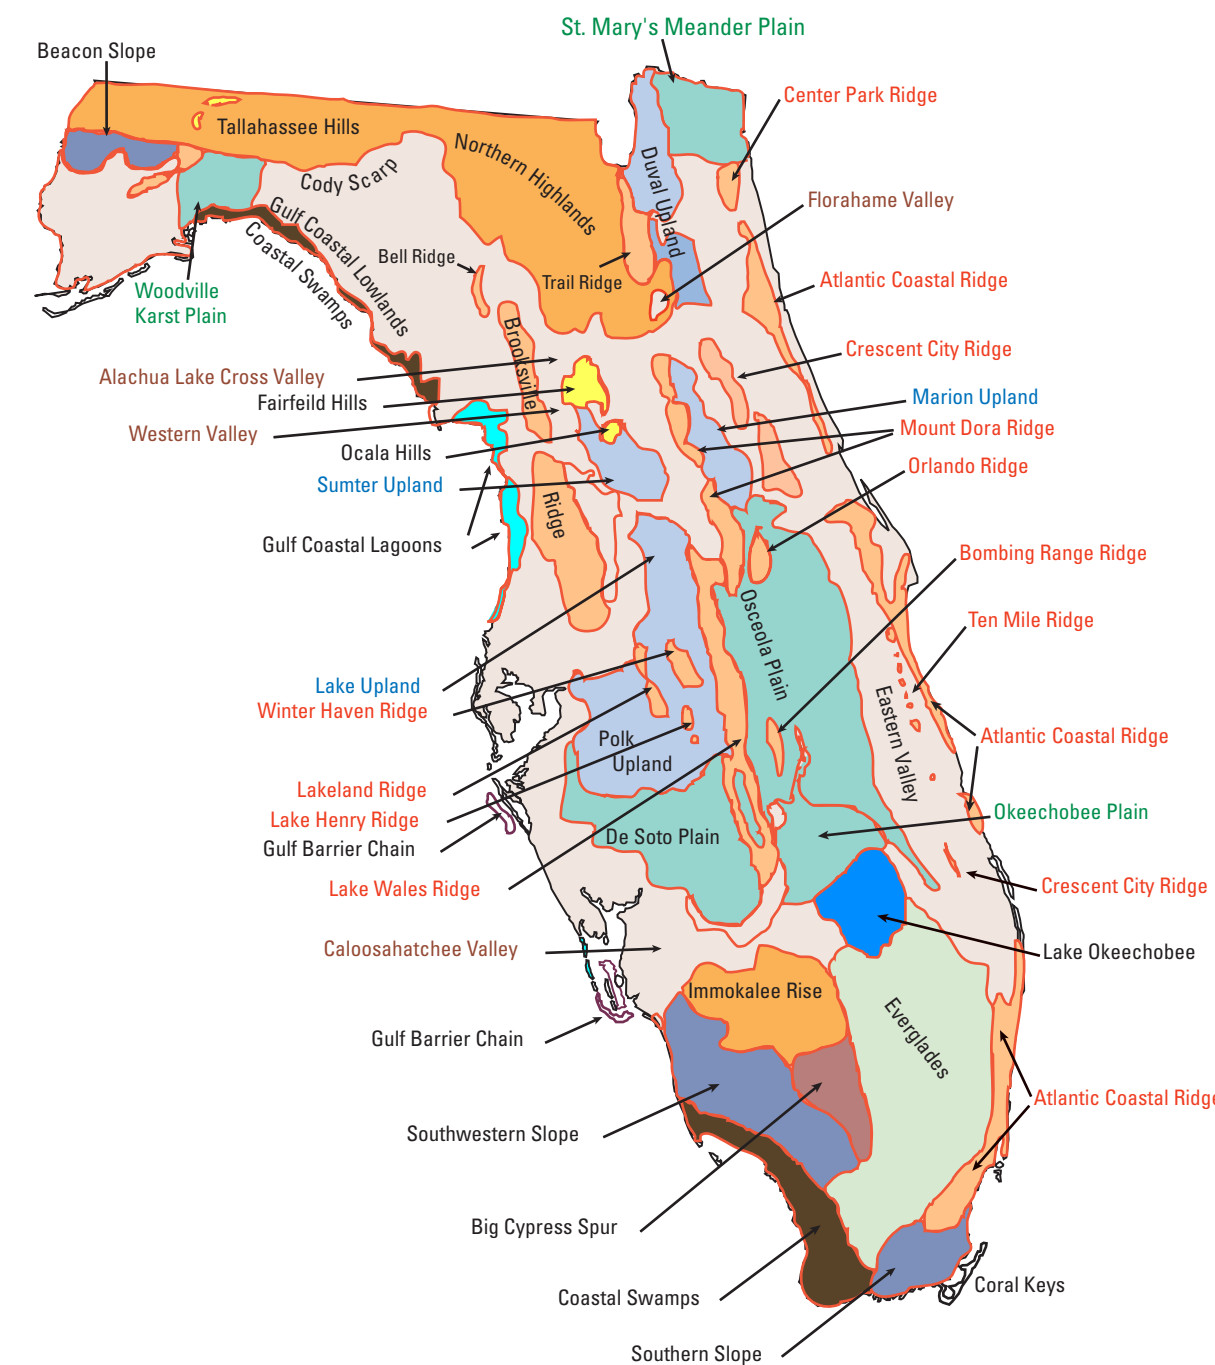 St. Mary's Meander Plain
Beacon Slope
Center Park Ridge
Tallahassee Hills
Northern Highlands
Duval Upland
Cody Scarp
Florahame Valley
Gulf Coastal Lowlands
Coastal Swamps
Bell Ridge
Trail Ridge
Atlantic Coastal Ridge
Woodville
Karst Plain
Brooksville
Crescent City Ridge
Alachua Lake Cross Valley
Fairfeild Hills
Marion Upland
Western Valley
Mount Dora Ridge
Ocala Hills
Orlando Ridge
Sumter Upland
Ridge
Gulf Coastal Lagoons
Bombing Range Ridge
Osceola Plain
Ten Mile Ridge
Lake Upland
Winter Haven Ridge
Eastern Valley
Polk
Upland
Atlantic Coastal Ridge
Lakeland Ridge
Lake Henry Ridge
Okeechobee Plain
De Soto Plain
Gulf Barrier Chain
Lake Wales Ridge
Crescent City Ridge
Caloosahatchee Valley
Lake Okeechobee
Immokalee Rise
Everglades
Gulf Barrier Chain
Atlantic Coastal Ridge
Southwestern Slope
Big Cypress Spur
Coral Keys
Coastal Swamps
Southern Slope